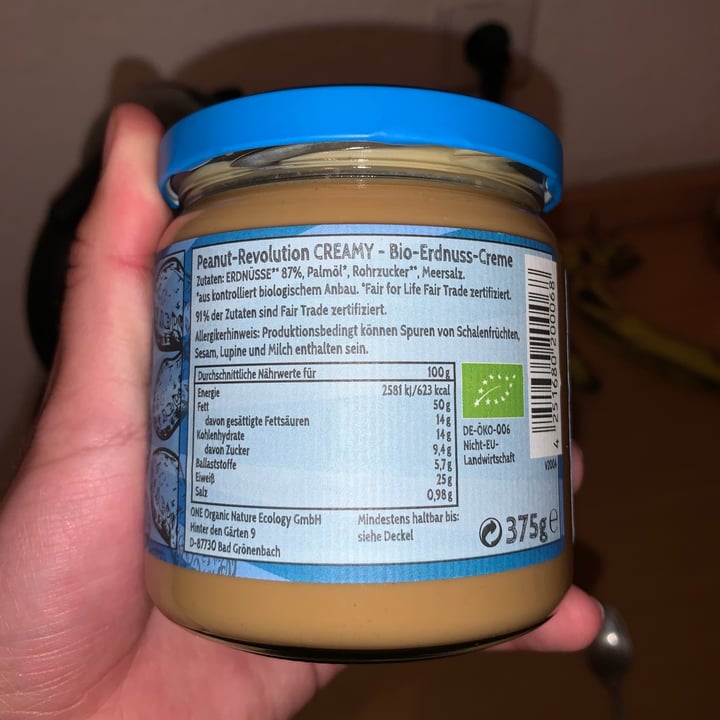 Peanut-Revolution CREAMY - Bio-Erdnuss-Creme
Zutaten: ERDNÜSSE*° 87%, Palmöl*, Rohrzucker*°, Meersalz.
*aus kontrolliert biologischem Anbau. °Fair for Life Fair Trade zertifiziert.
91% der Zutaten sind Fair Trade zertifiziert.
Allergikerhinweis: Produktionsbedingt können Spuren von Schalenfrüchten,
Sesam, Lupine und Milch enthalten sein.
Durchschnittliche Nährwerte für 100g
Energie 2581 kJ/623 kcal
Fett 50g
davon gesättigte Fettsäuren 14g
Kohlenhydrate 14g
davon Zucker 9,4g
Ballaststoffe 5,7g
Eiweiß 25g
Salz 0,98g
DE-ÖKO-006
Nicht-EU-
Landwirtschaft
4 251680 200068
V2004
ONE Organic Nature Ecology GmbH
Hinter den Gärten 9
D-87730 Bad Grönenbach
Mindestens haltbar bis:
siehe Deckel
375g e